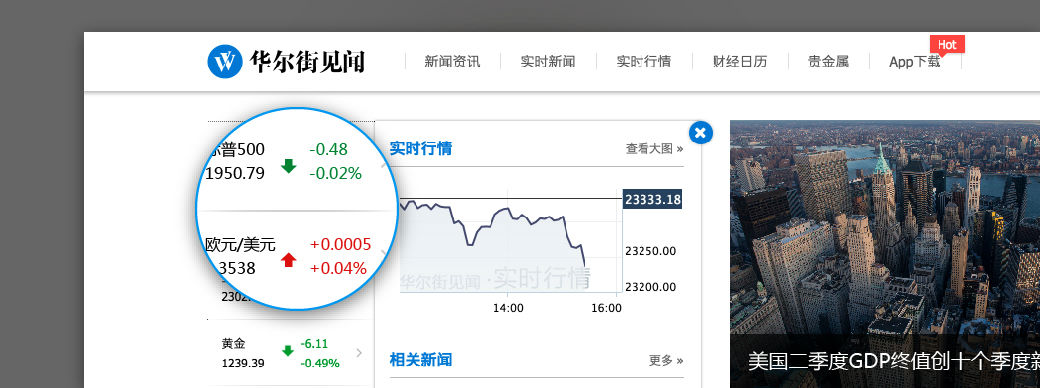 W 华尔街见闻
新闻资讯
实时新闻
实时行情
财经日历
贵金属
App下载
Hot
标普500 -0.48
1950.79 -0.02%
欧元/美元 +0.0005
3538 +0.04%
2302.
黄金 -6.11
1239.39 -0.49%
实时行情 查看大图 »
23333.18
23250.00
23200.00
华尔街见闻 · 实时行情
14:00 16:00
相关新闻 更多 »
美国二季度GDP终值创十个季度新